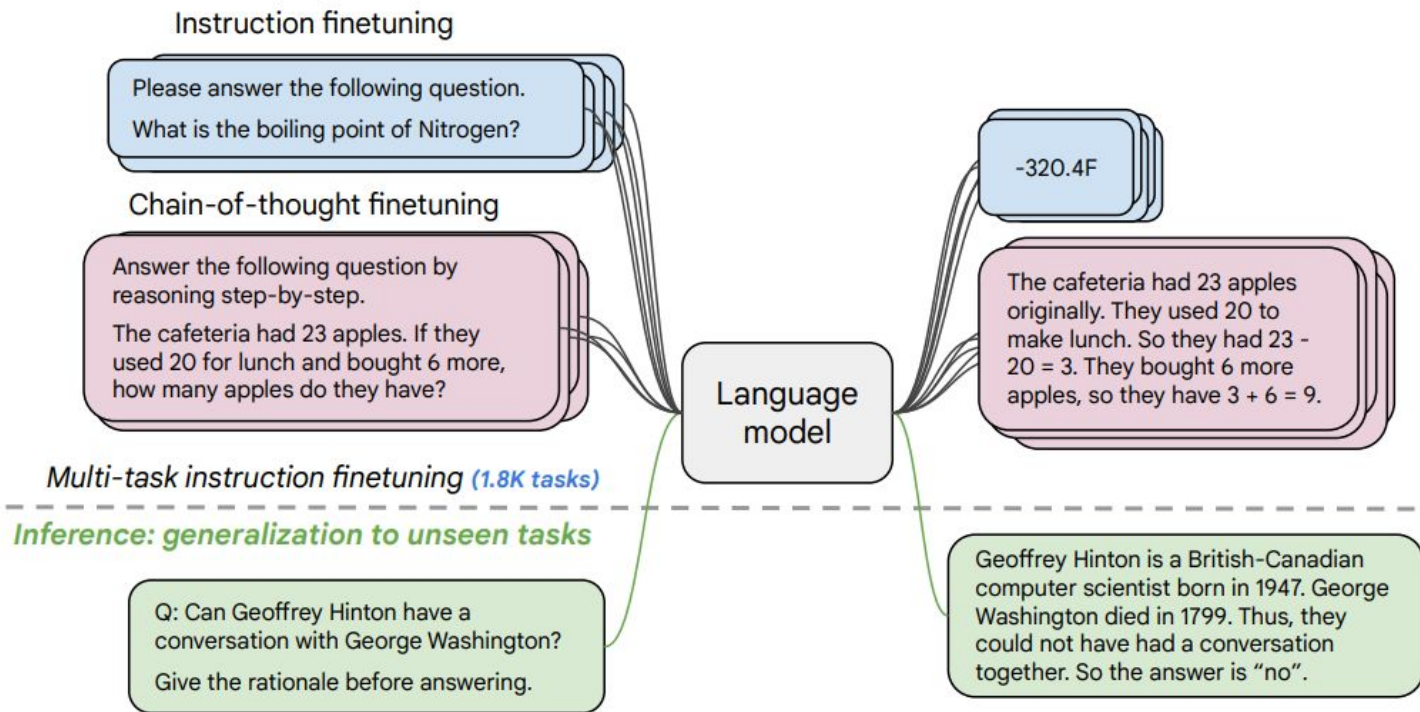 Instruction finetuning
Please answer the following question.
What is the boiling point of Nitrogen?
-320.4F
Chain-of-thought finetuning
Answer the following question by
reasoning step-by-step.
The cafeteria had 23 apples. If they
used 20 for lunch and bought 6 more,
how many apples do they have?
Language
model
The cafeteria had 23 apples
originally. They used 20 to
make lunch. So they had 23 -
20 = 3. They bought 6 more
apples, so they have 3 + 6 = 9.
Multi-task instruction finetuning (1.8K tasks)
Inference: generalization to unseen tasks
Q: Can Geoffrey Hinton have a
conversation with George Washington?
Give the rationale before answering.
Geoffrey Hinton is a British-Canadian
computer scientist born in 1947. George
Washington died in 1799. Thus, they
could not have had a conversation
together. So the answer is “no”.